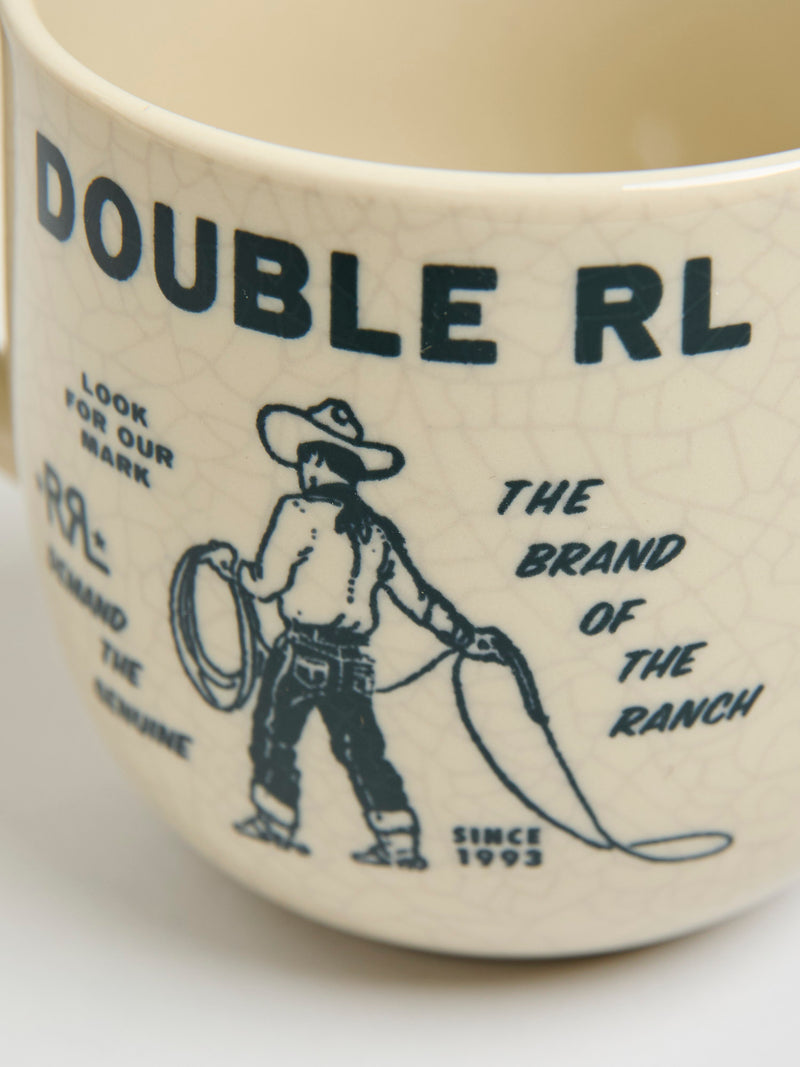 DOUBLE RL
LOOK
FOR OUR
MARK
RRL
DEMAND
THE
GENUINE
THE
BRAND
OF
THE
RANCH
SINCE
1993